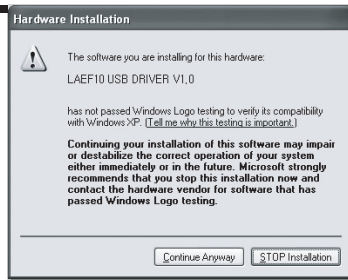 Hardware Installation
The software you are installing for this hardware:
LAEF10 USB DRIVER V1.0
has not passed Windows Logo testing to verify its compatibility
with Windows XP. (Tell me why this testing is important.)
Continuing your installation of this software may impair
or destabilize the correct operation of your system
either immediately or in the future. Microsoft strongly
recommends that you stop this installation now and
contact the hardware vendor for software that has
passed Windows Logo testing.
Continue Anyway STOP Installation